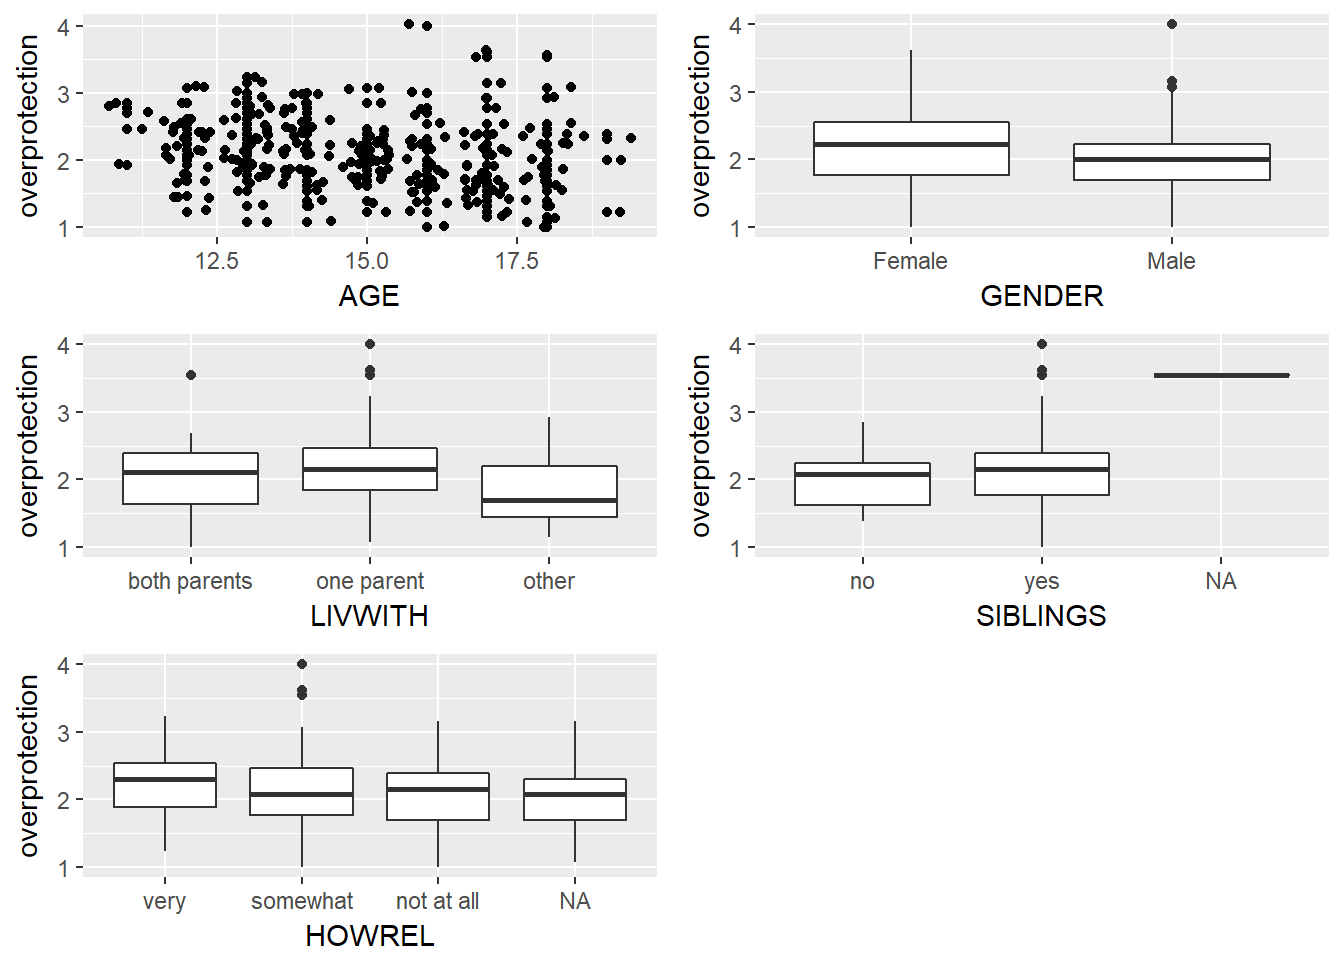 overprotection
4
3
2
1
12.5 15.0 17.5
AGE
overprotection
4
3
2
1
Female Male
GENDER
overprotection
4
3
2
1
both parents one parent other
LIVWITH
overprotection
4
3
2
1
no yes NA
SIBLINGS
overprotection
4
3
2
1
very somewhat not at all NA
HOWREL